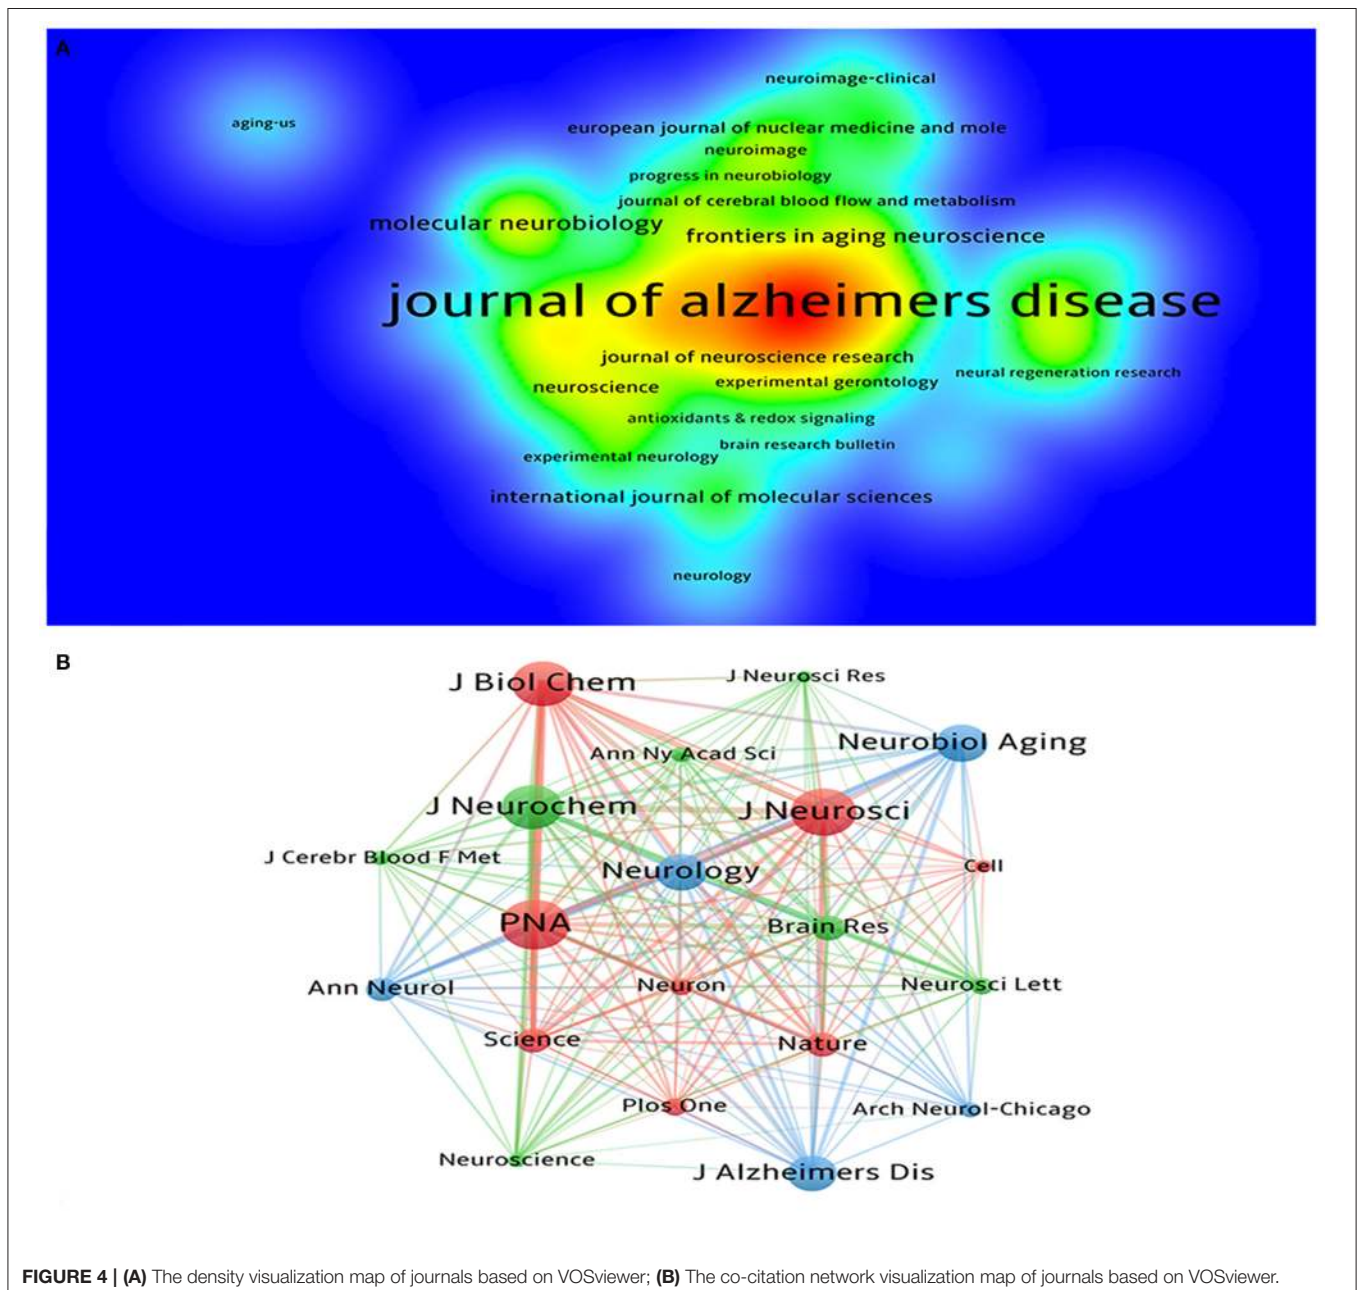 A
neuroimage-clinical
aging-us
european journal of nuclear medicine and mole
neuroimage
progress in neurobiology
journal of cerebral blood flow and metabolism
molecular neurobiology
frontiers in aging neuroscience
journal of alzheimers disease
journal of neuroscience research
neural regeneration research
neuroscience
experimental gerontology
antioxidants & redox signaling
brain research bulletin
experimental neurology
international journal of molecular sciences
neurology
B
J Biol Chem
J Neurosci Res
Neurobiol Aging
Ann Ny Acad Sci
J Neurochem
J Neurosci
J Cerebr Blood F Met
Neurology
Cell
PNA
Brain Res
Ann Neurol
Neuron
Neurosci Lett
Science
Nature
Plos One
Arch Neurol-Chicago
Neuroscience
J Alzheimers Dis
FIGURE 4 | (A) The density visualization map of journals based on VOSviewer; (B) The co-citation network visualization map of journals based on VOSviewer.